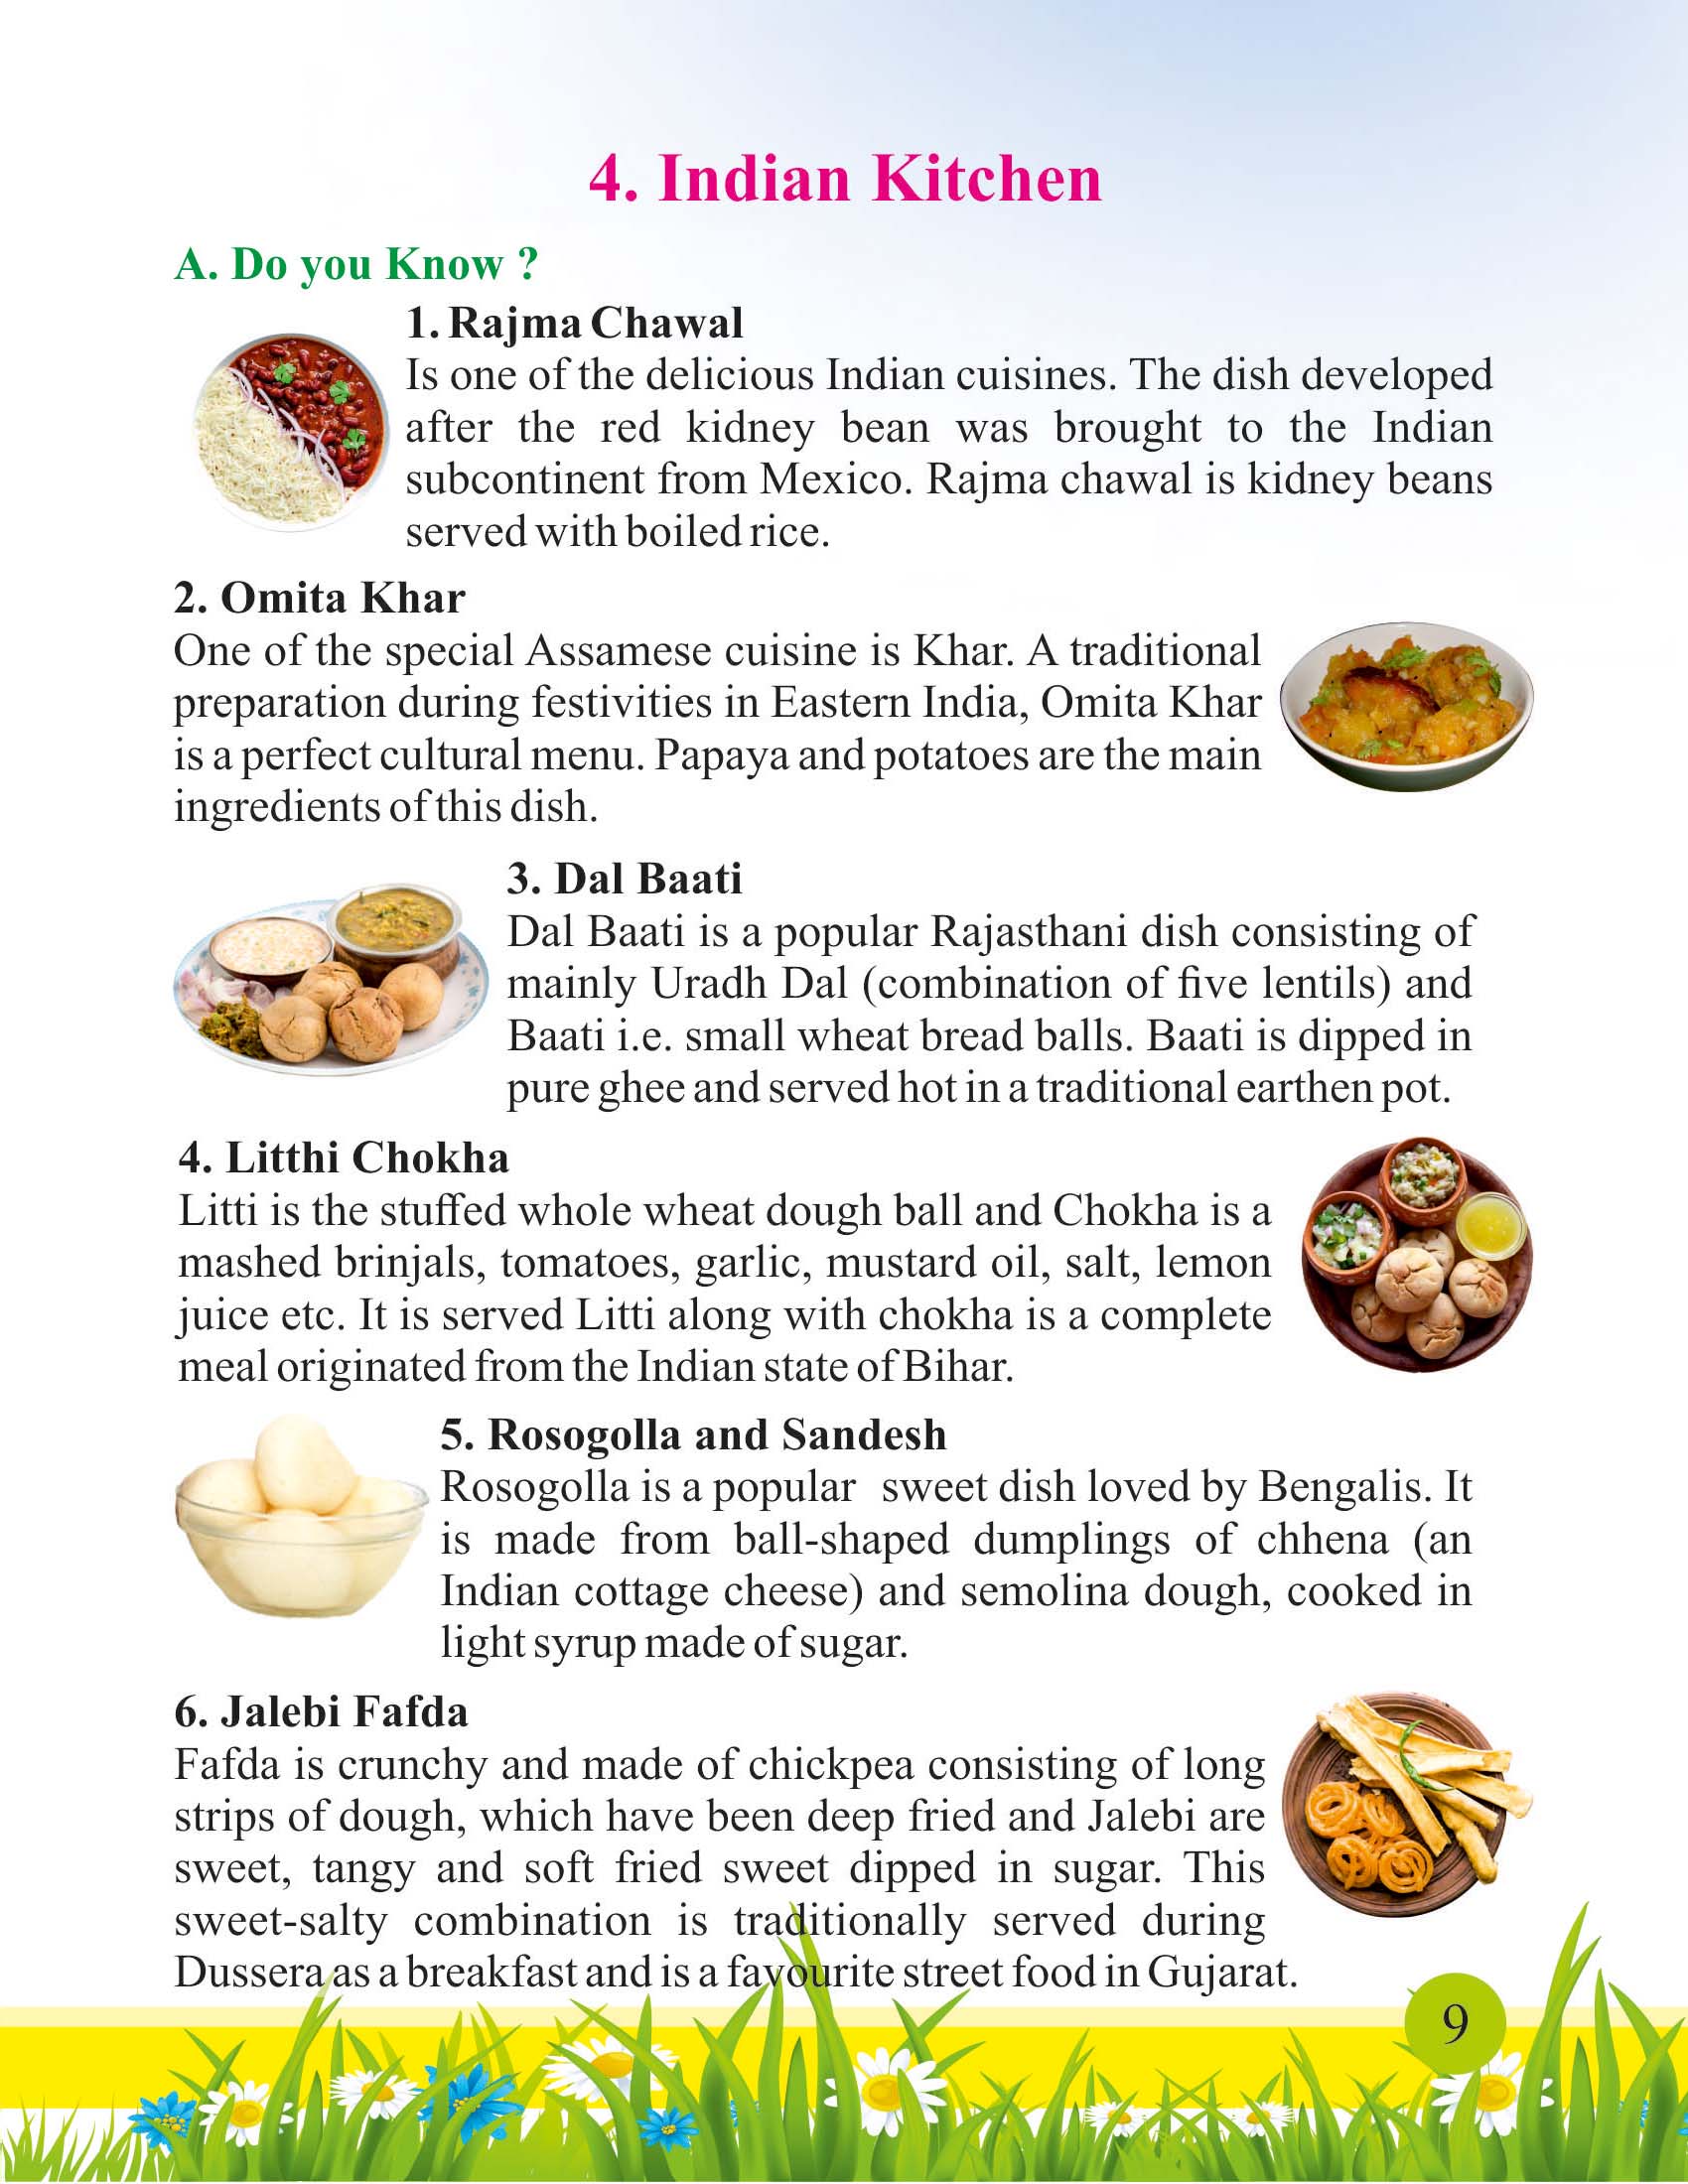 4. Indian Kitchen
A. Do you Know ?
1. Rajma Chawal
Is one of the delicious Indian cuisines. The dish developed
after the red kidney bean was brought to the Indian
subcontinent from Mexico. Rajma chawal is kidney beans
served with boiled rice.
2. Omita Khar
One of the special Assamese cuisine is Khar. A traditional
preparation during festivities in Eastern India, Omita Khar
is a perfect cultural menu. Papaya and potatoes are the main
ingredients of this dish.
3. Dal Baati
Dal Baati is a popular Rajasthani dish consisting of
mainly Uradh Dal (combination of five lentils) and
Baati i.e. small wheat bread balls. Baati is dipped in
pure ghee and served hot in a traditional earthen pot.
4. Litthi Chokha
Litti is the stuffed whole wheat dough ball and Chokha is a
mashed brinjals, tomatoes, garlic, mustard oil, salt, lemon
juice etc. It is served Litti along with chokha is a complete
meal originated from the Indian state of Bihar.
5. Rosogolla and Sandesh
Rosogolla is a popular sweet dish loved by Bengalis. It
is made from ball-shaped dumplings of chhena (an
Indian cottage cheese) and semolina dough, cooked in
light syrup made of sugar.
6. Jalebi Fafda
Fafda is crunchy and made of chickpea consisting of long
strips of dough, which have been deep fried and Jalebi are
sweet, tangy and soft fried sweet dipped in sugar. This
sweet-salty combination is traditionally served during
Dussera as a breakfast and is a favourite street food in Gujarat.
9